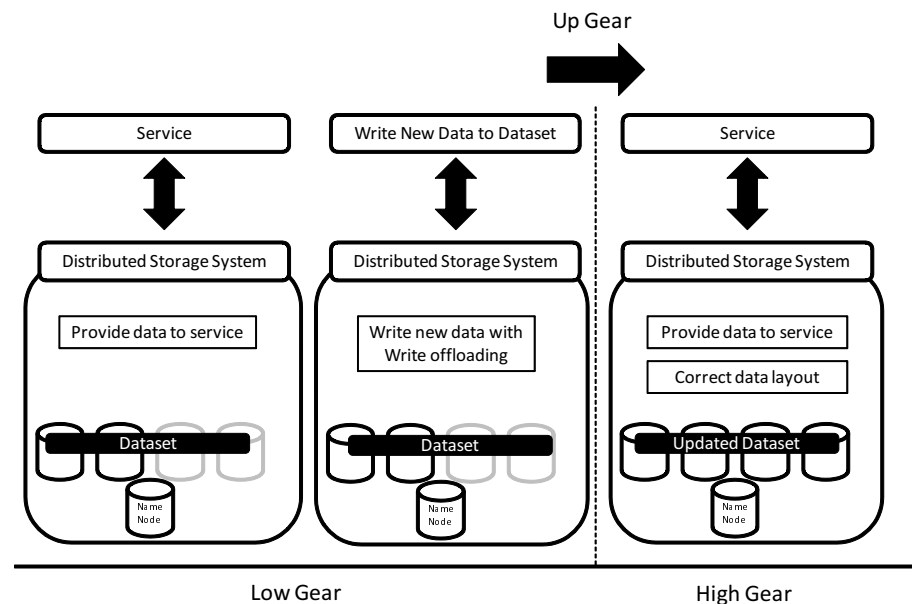 Up Gear
Service
Write New Data to Dataset
Service
Distributed Storage System
Distributed Storage System
Distributed Storage System
Provide data to service
Write new data with
Write offloading
Provide data to service
Correct data layout
Dataset
Dataset
Updated Dataset
Name
Node
Name
Node
Name
Node
Low Gear
High Gear